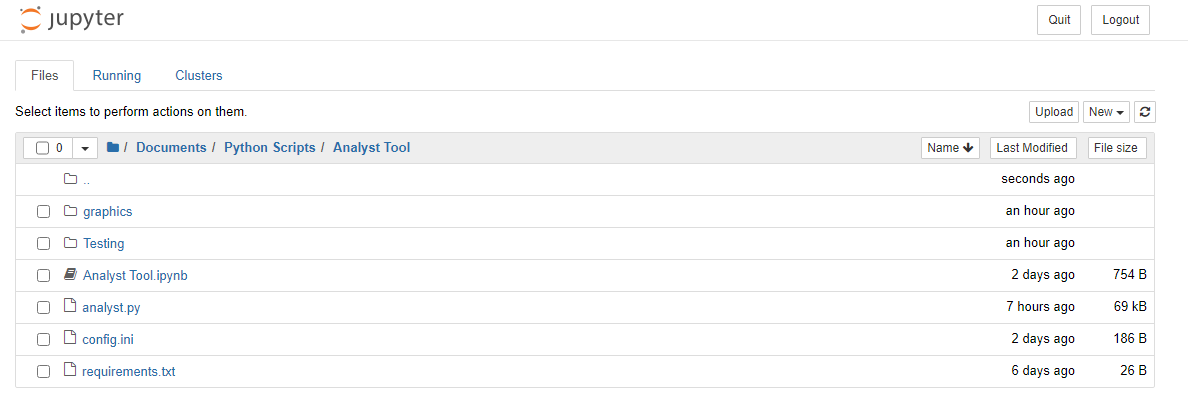 jupyter Quit Logout
Files Running Clusters
Select items to perform actions on them. Upload New
0 / Documents / Python Scripts / Analyst Tool Name Last Modified File size
.. seconds ago
graphics an hour ago
Testing an hour ago
Analyst Tool.ipynb 2 days ago 754 B
analyst.py 7 hours ago 69 kB
config.ini 2 days ago 186 B
requirements.txt 6 days ago 26 B